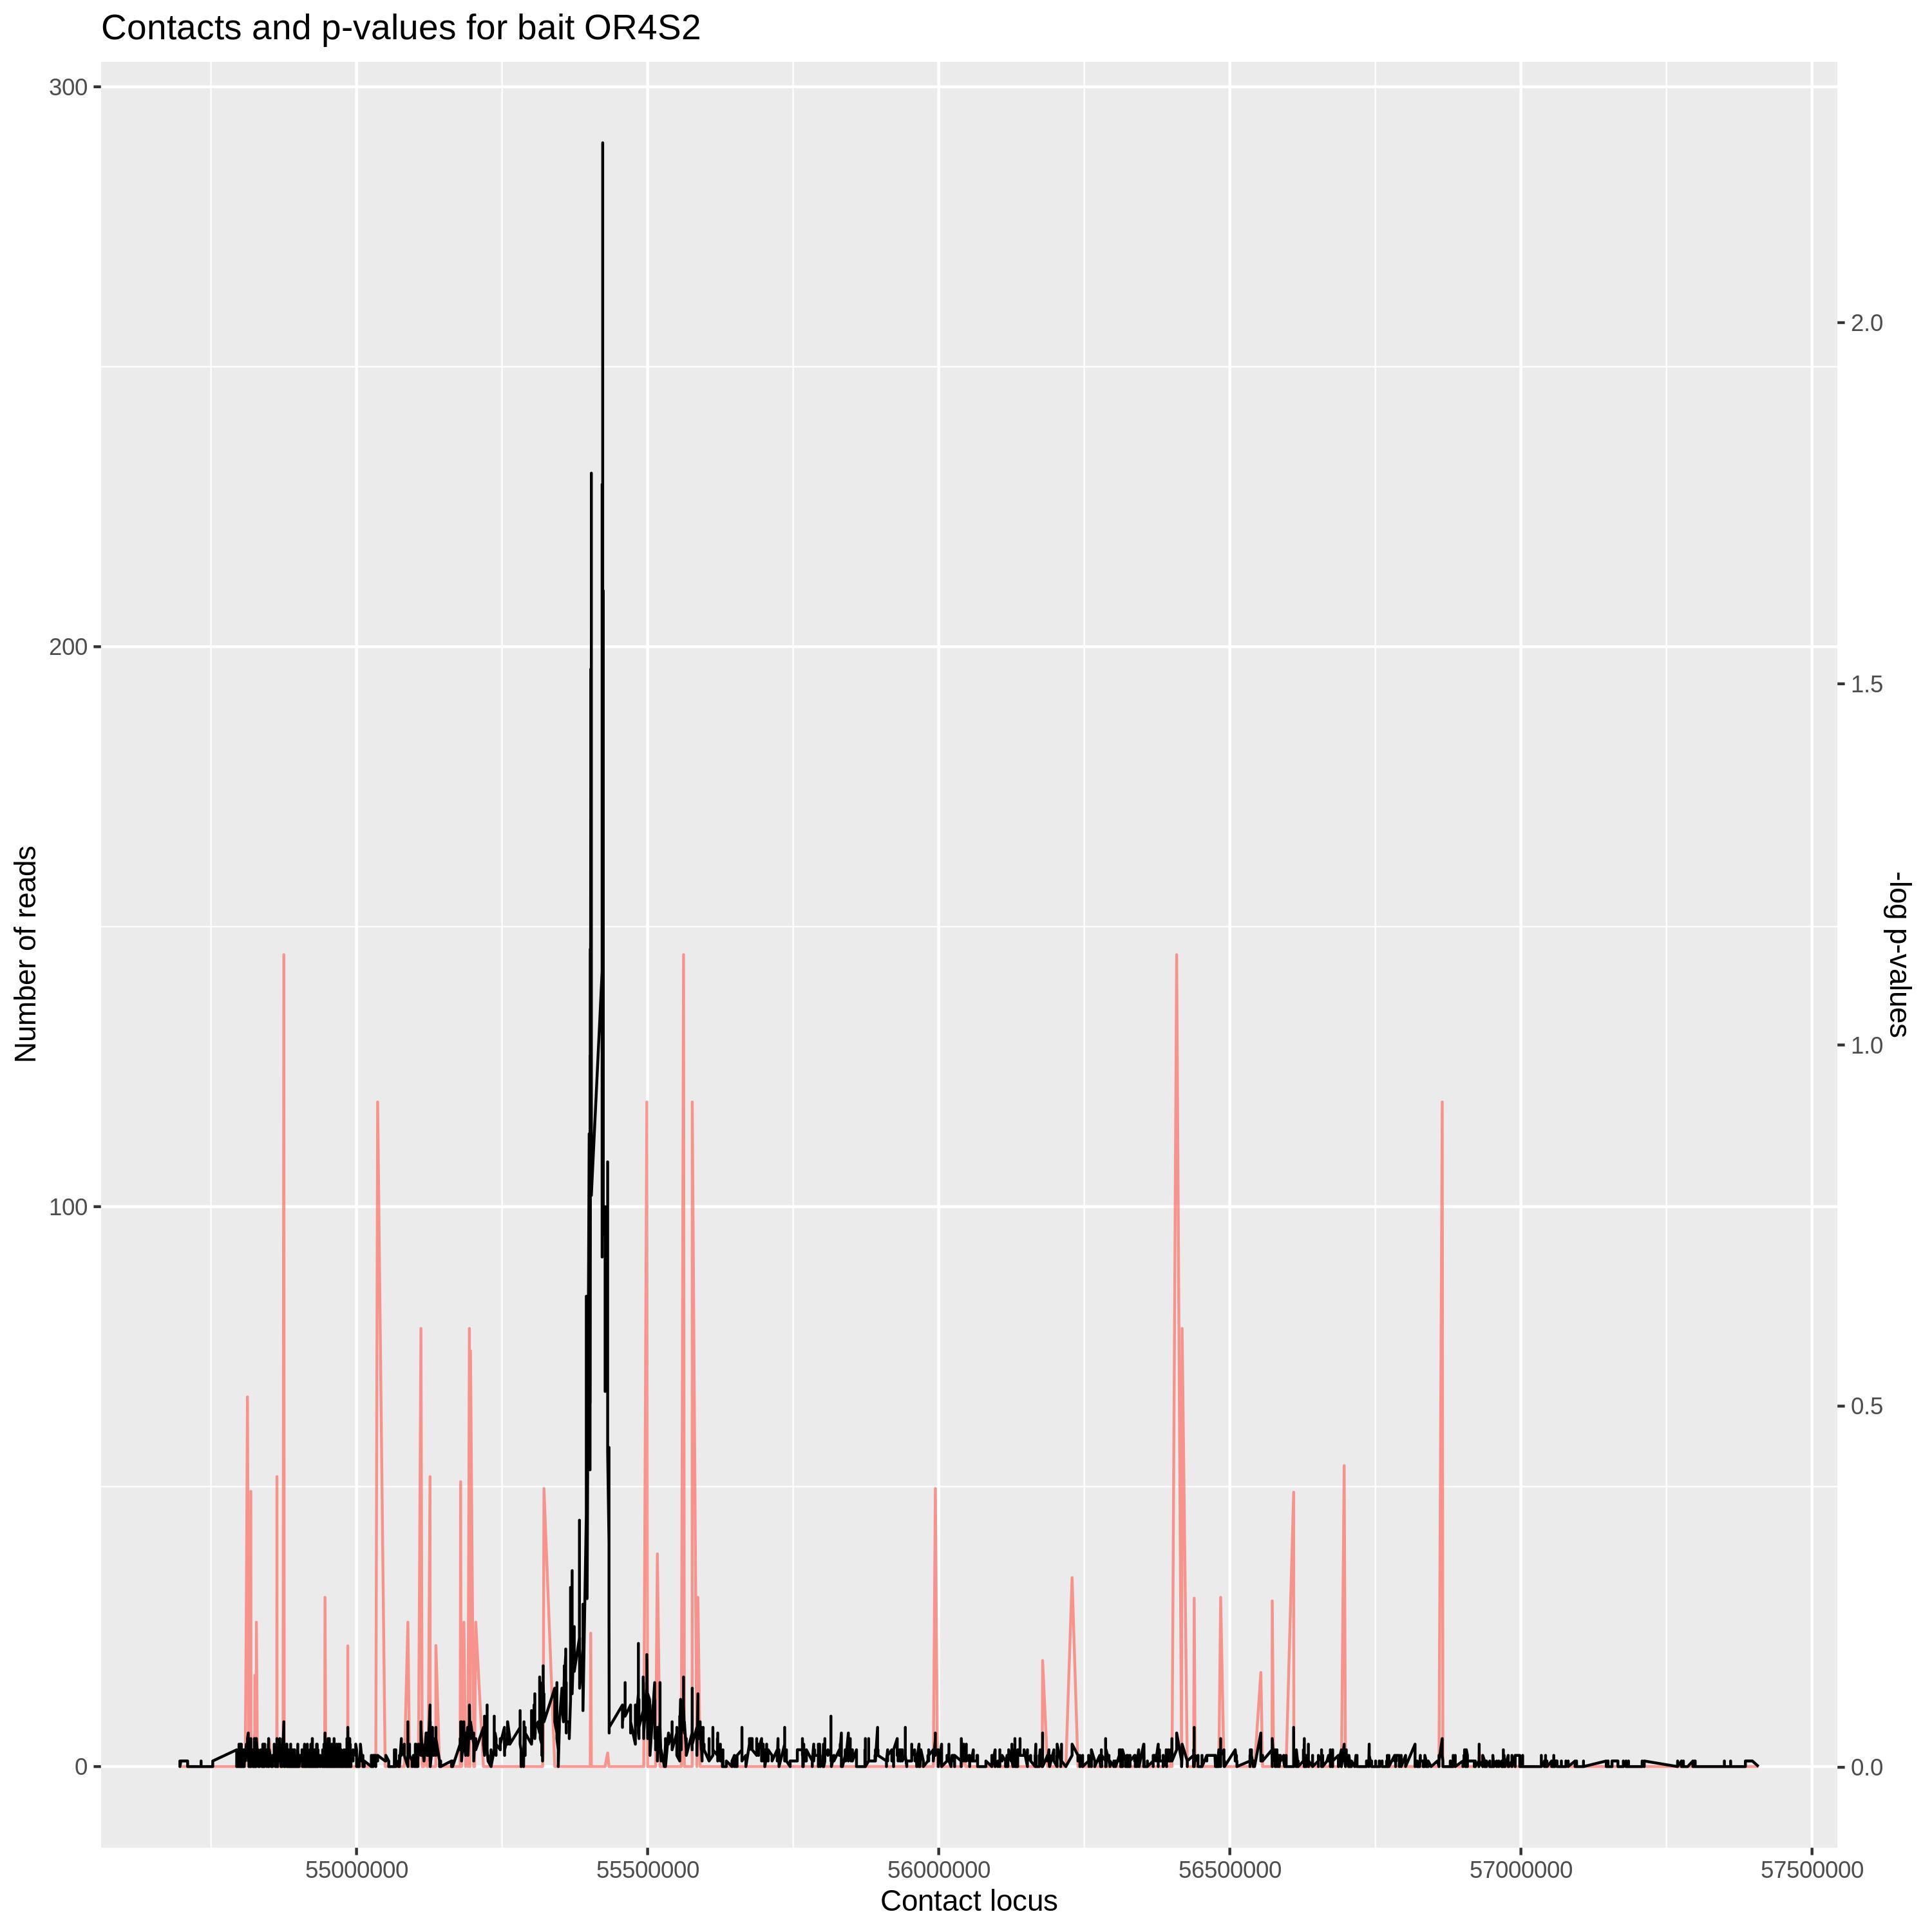 Contacts and p-values for bait OR4S2
300
200
100
0
Number of reads
2.0
1.5
1.0
0.5
0.0
-log p-values
55000000 55500000 56000000 56500000 57000000 57500000
Contact locus